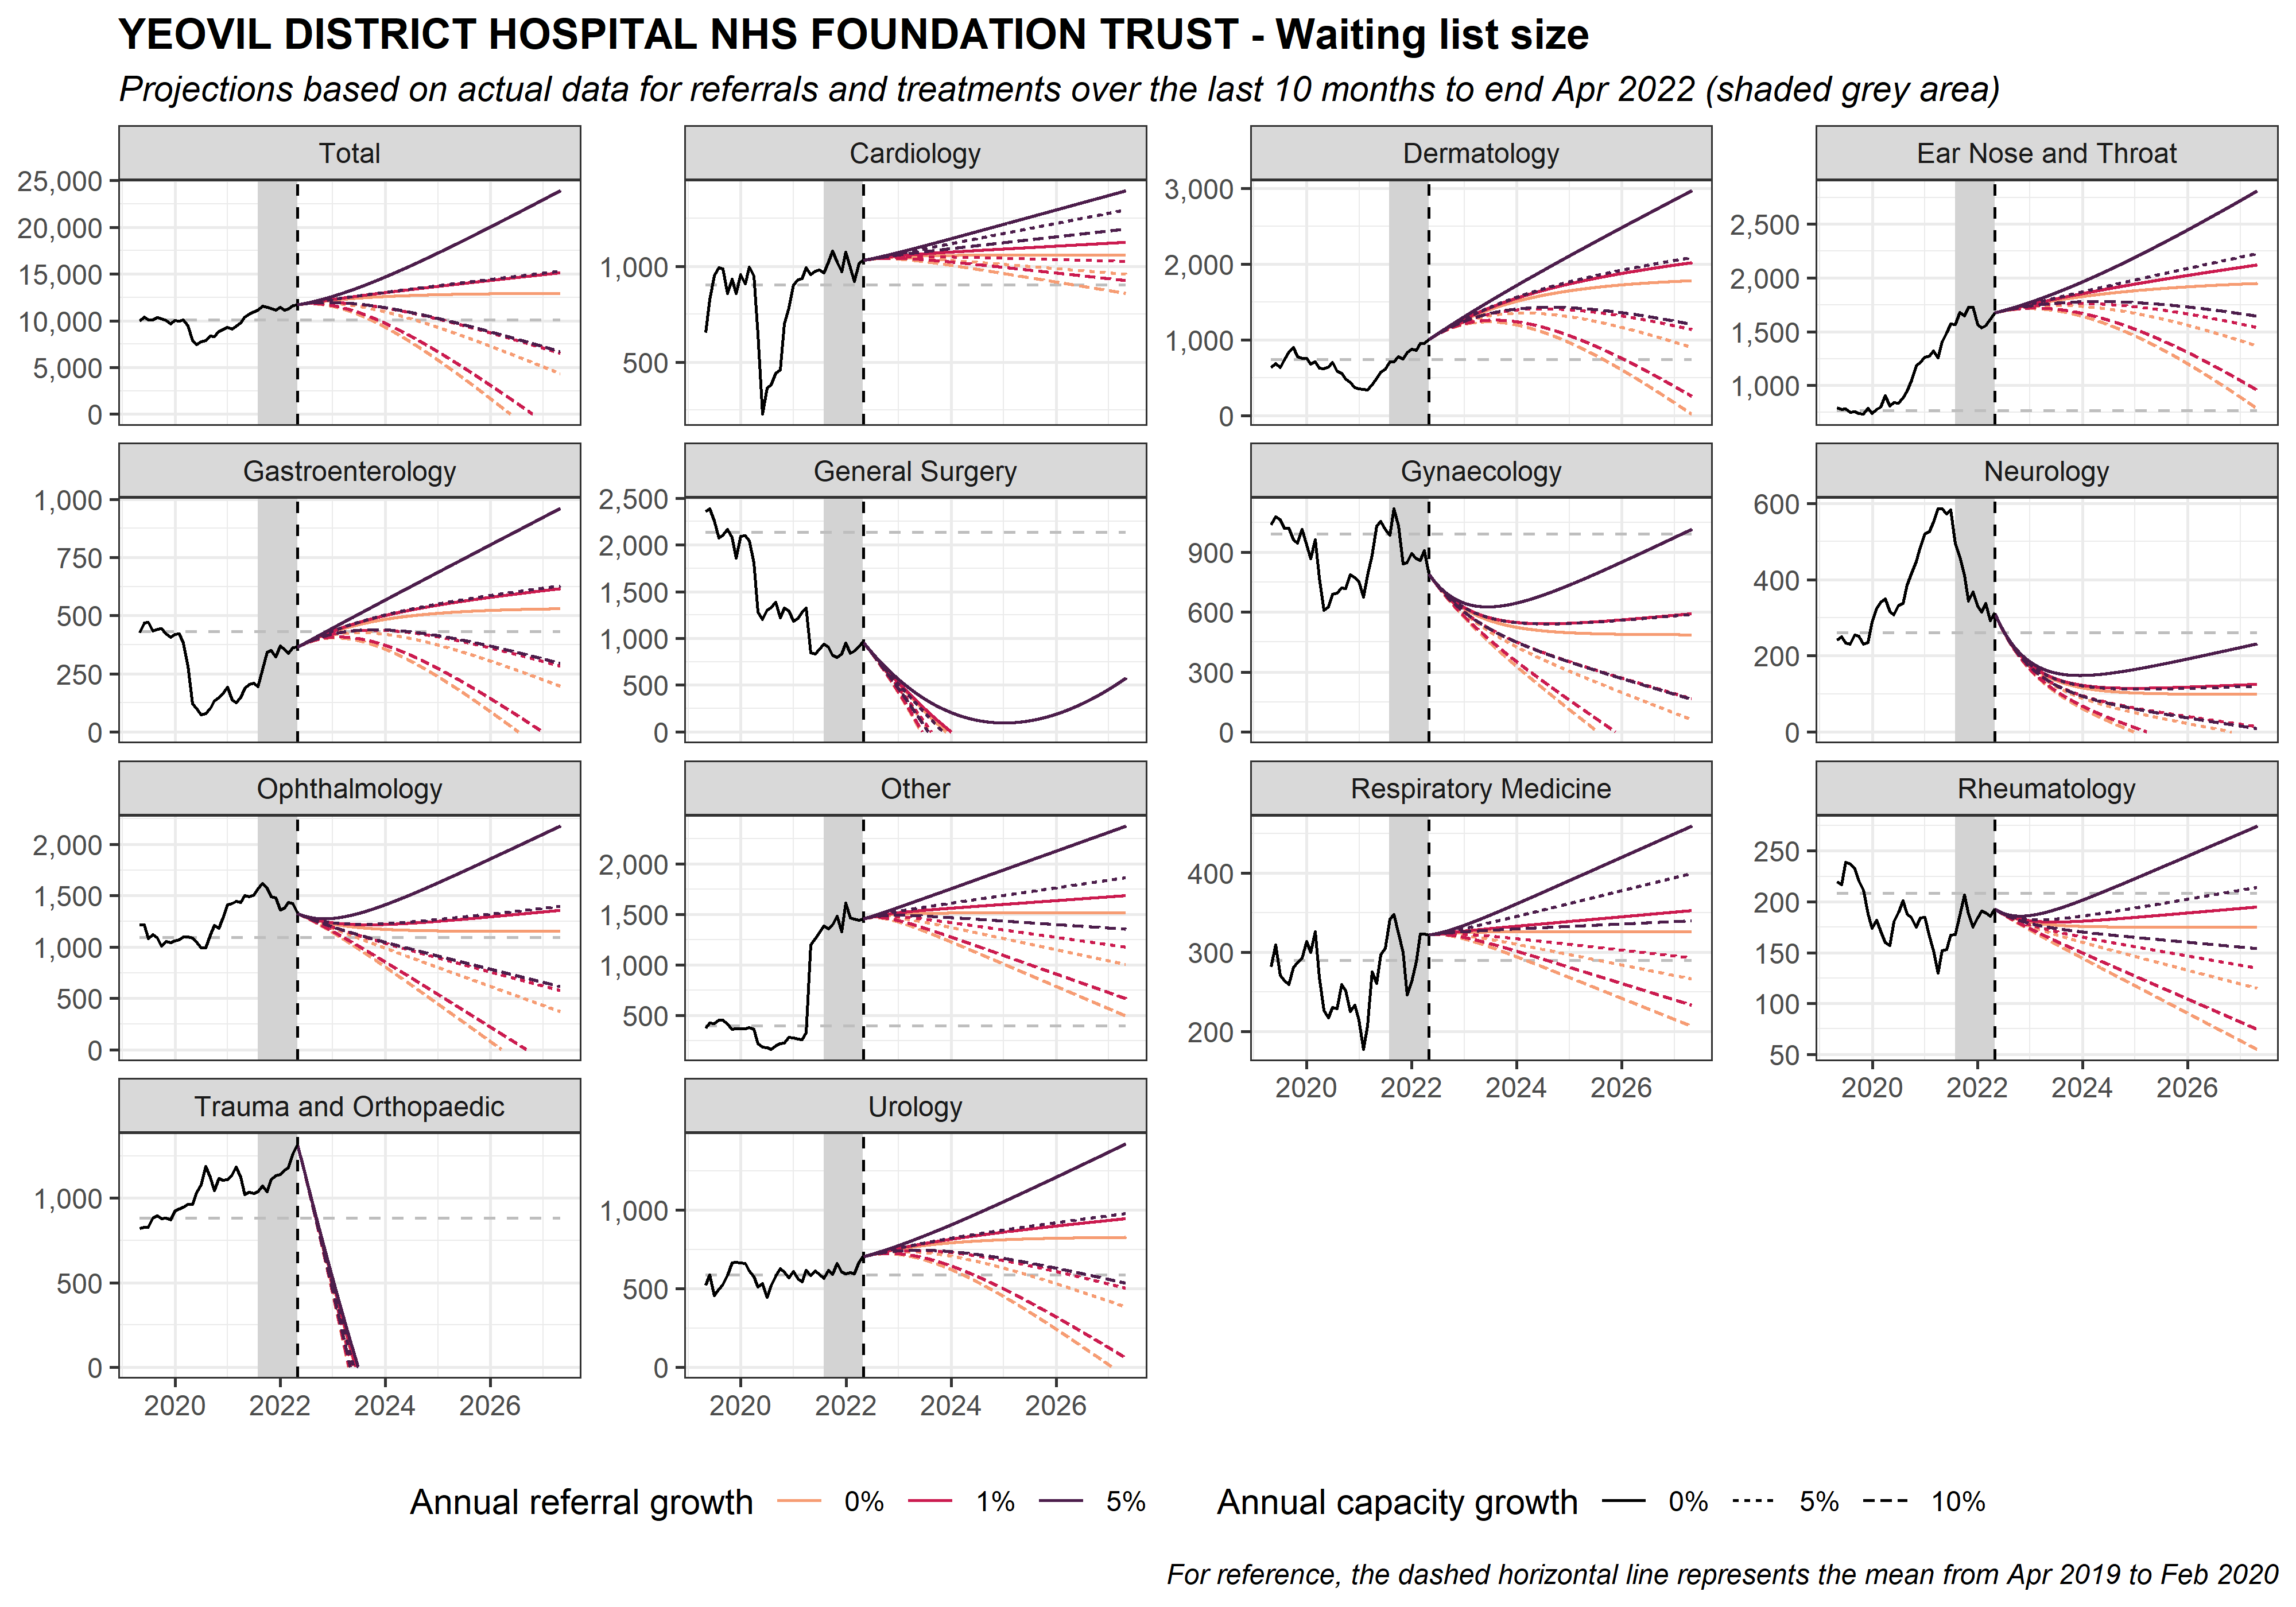 YEOVIL DISTRICT HOSPITAL NHS FOUNDATION TRUST - Waiting list size
Projections based on actual data for referrals and treatments over the last 10 months to end Apr 2022 (shaded grey area)
Total
25,000
20,000
15,000
10,000
5,000
0
Cardiology
1,000
500
Dermatology
3,000
2,000
1,000
0
Ear Nose and Throat
2,500
2,000
1,500
1,000
Gastroenterology
1,000
750
500
250
0
General Surgery
2,500
2,000
1,500
1,000
500
0
Gynaecology
900
600
300
0
Neurology
600
400
200
0
Ophthalmology
2,000
1,500
1,000
500
0
Other
2,000
1,500
1,000
500
Respiratory Medicine
400
300
200
2020 2022 2024 2026
Rheumatology
250
200
150
100
50
2020 2022 2024 2026
Trauma and Orthopaedic
1,000
500
0
2020 2022 2024 2026
Urology
1,000
500
0
2020 2022 2024 2026
Annual referral growth 0% 1% 5%
Annual capacity growth 0% 5% 10%
For reference, the dashed horizontal line represents the mean from Apr 2019 to Feb 2020